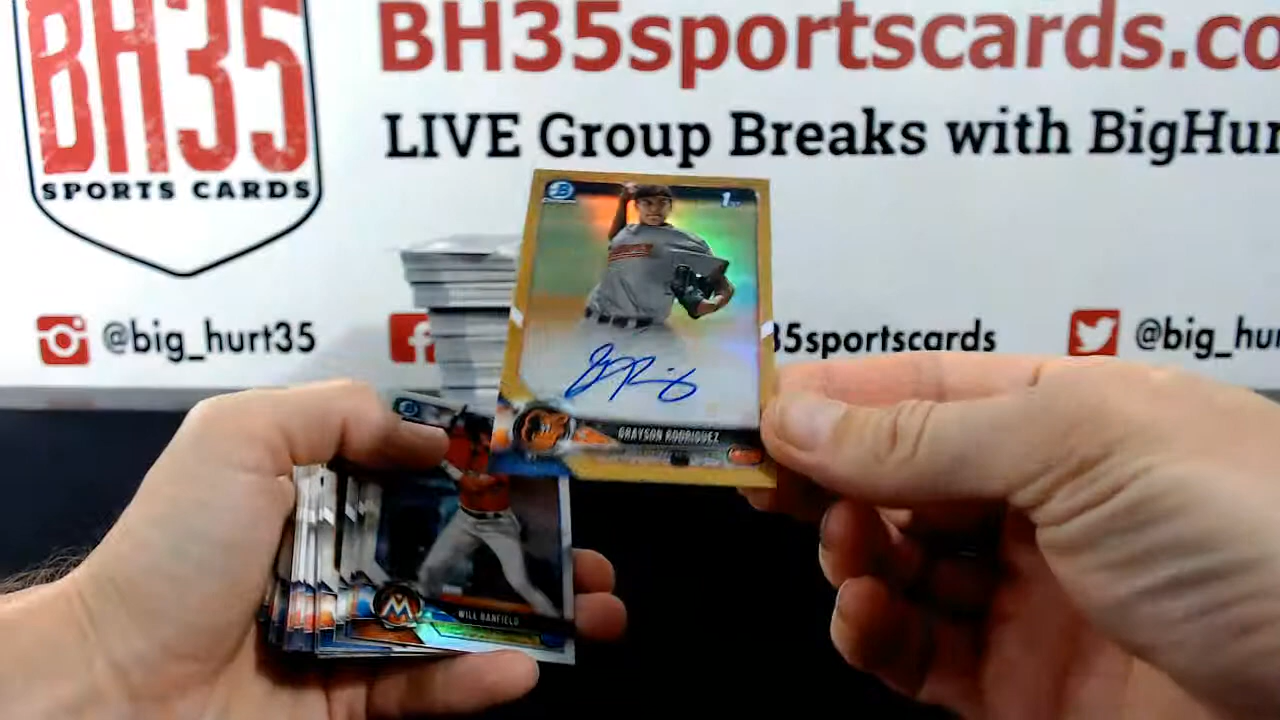 BH35
SPORTS CARDS
BH35sportscards.co
LIVE Group Breaks with BigHur
@big_hurt35
35sportscards
@big_hu
1st
GRAYSON RODRIGUEZ
WILL BANFIELD
M